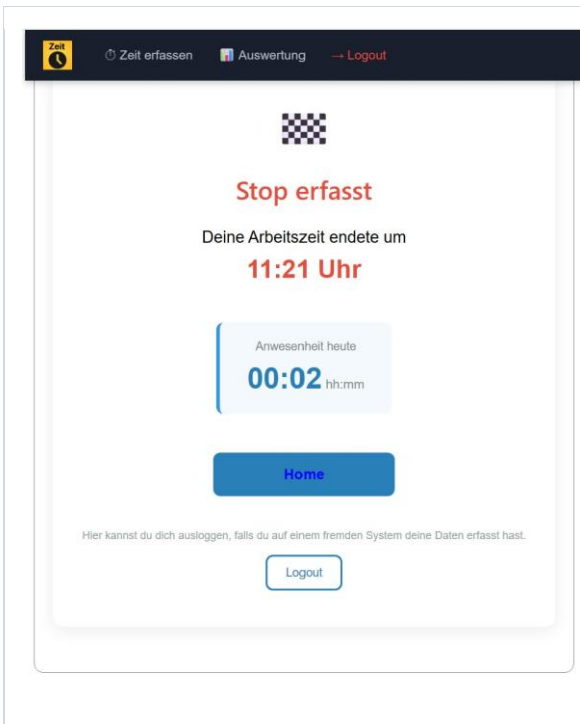 Zeit
Zeit erfassen Auswertung → Logout
Stop erfasst
Deine Arbeitszeit endete um
11:21 Uhr
Anwesenheit heute
00:02 hh:mm
Home
Hier kannst du dich ausloggen, falls du auf einem fremden System deine Daten erfasst hast.
Logout